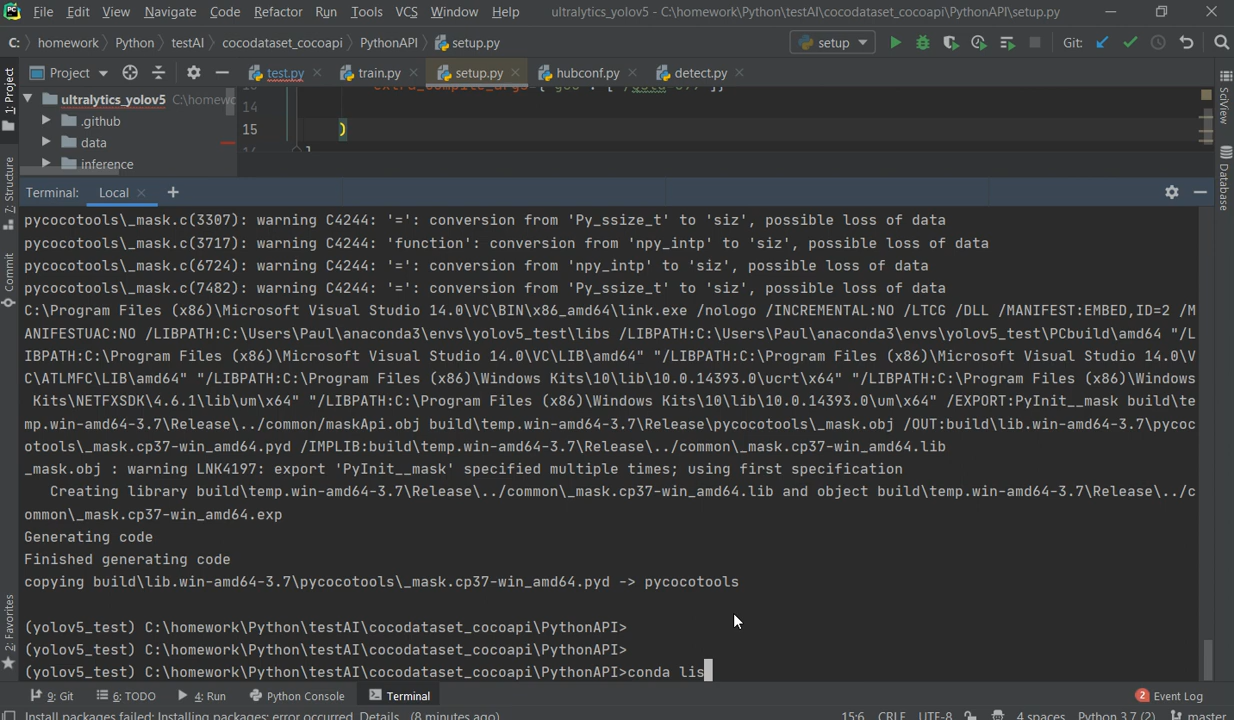 File Edit View Navigate Code Refactor Run Tools VCS Window Help ultralytics_yolov5 - C:\homework\Python\testAI\cocodataset_cocoapi\PythonAPI\setup.py
C: homework Python testAI cocodataset_cocoapi PythonAPI setup.py setup Git:
Project test.py train.py setup.py hubconf.py detect.py
1: Project
ultralytics_yolov5 C:\homewo
.github
data
inference
14
15 )
SciView
Database
7: Structure
Commit
2: Favorites
Terminal: Local +
pycocotools\_mask.c(3307): warning C4244: '=': conversion from 'Py_ssize_t' to 'siz', possible loss of data
pycocotools\_mask.c(3717): warning C4244: 'function': conversion from 'npy_intp' to 'siz', possible loss of data
pycocotools\_mask.c(6724): warning C4244: '=': conversion from 'npy_intp' to 'siz', possible loss of data
pycocotools\_mask.c(7482): warning C4244: '=': conversion from 'Py_ssize_t' to 'siz', possible loss of data
C:\Program Files (x86)\Microsoft Visual Studio 14.0\VC\BIN\x86_amd64\link.exe /nologo /INCREMENTAL:NO /LTCG /DLL /MANIFEST:EMBED,ID=2 /M
ANIFESTUAC:NO /LIBPATH:C:\Users\Paul\anaconda3\envs\yolov5_test\libs /LIBPATH:C:\Users\Paul\anaconda3\envs\yolov5_test\PCbuild\amd64 "/L
IBPATH:C:\Program Files (x86)\Microsoft Visual Studio 14.0\VC\LIB\amd64" "/LIBPATH:C:\Program Files (x86)\Microsoft Visual Studio 14.0\V
C\ATLMFC\LIB\amd64" "/LIBPATH:C:\Program Files (x86)\Windows Kits\10\lib\10.0.14393.0\ucrt\x64" "/LIBPATH:C:\Program Files (x86)\Windows
Kits\NETFXSDK\4.6.1\lib\um\x64" "/LIBPATH:C:\Program Files (x86)\Windows Kits\10\lib\10.0.14393.0\um\x64" /EXPORT:PyInit__mask build\te
mp.win-amd64-3.7\Release\../common/maskApi.obj build\temp.win-amd64-3.7\Release\pycocotools\_mask.obj /OUT:build\lib.win-amd64-3.7\pycoc
otools\_mask.cp37-win_amd64.pyd /IMPLIB:build\temp.win-amd64-3.7\Release\../common\_mask.cp37-win_amd64.lib
_mask.obj : warning LNK4197: export 'PyInit__mask' specified multiple times; using first specification
Creating library build\temp.win-amd64-3.7\Release\../common\_mask.cp37-win_amd64.lib and object build\temp.win-amd64-3.7\Release\../c
ommon\_mask.cp37-win_amd64.exp
Generating code
Finished generating code
copying build\lib.win-amd64-3.7\pycocotools\_mask.cp37-win_amd64.pyd -> pycocotools
(yolov5_test) C:\homework\Python\testAI\cocodataset_cocoapi\PythonAPI>
(yolov5_test) C:\homework\Python\testAI\cocodataset_cocoapi\PythonAPI>
(yolov5_test) C:\homework\Python\testAI\cocodataset_cocoapi\PythonAPI>conda lis
9: Git 6: TODO 4: Run Python Console Terminal 2 Event Log
Install packages failed: Installing packages: error occurred. Details... (8 minutes ago) 15:6 CRLF UTF-8 4 spaces Python 3.7 (2) master